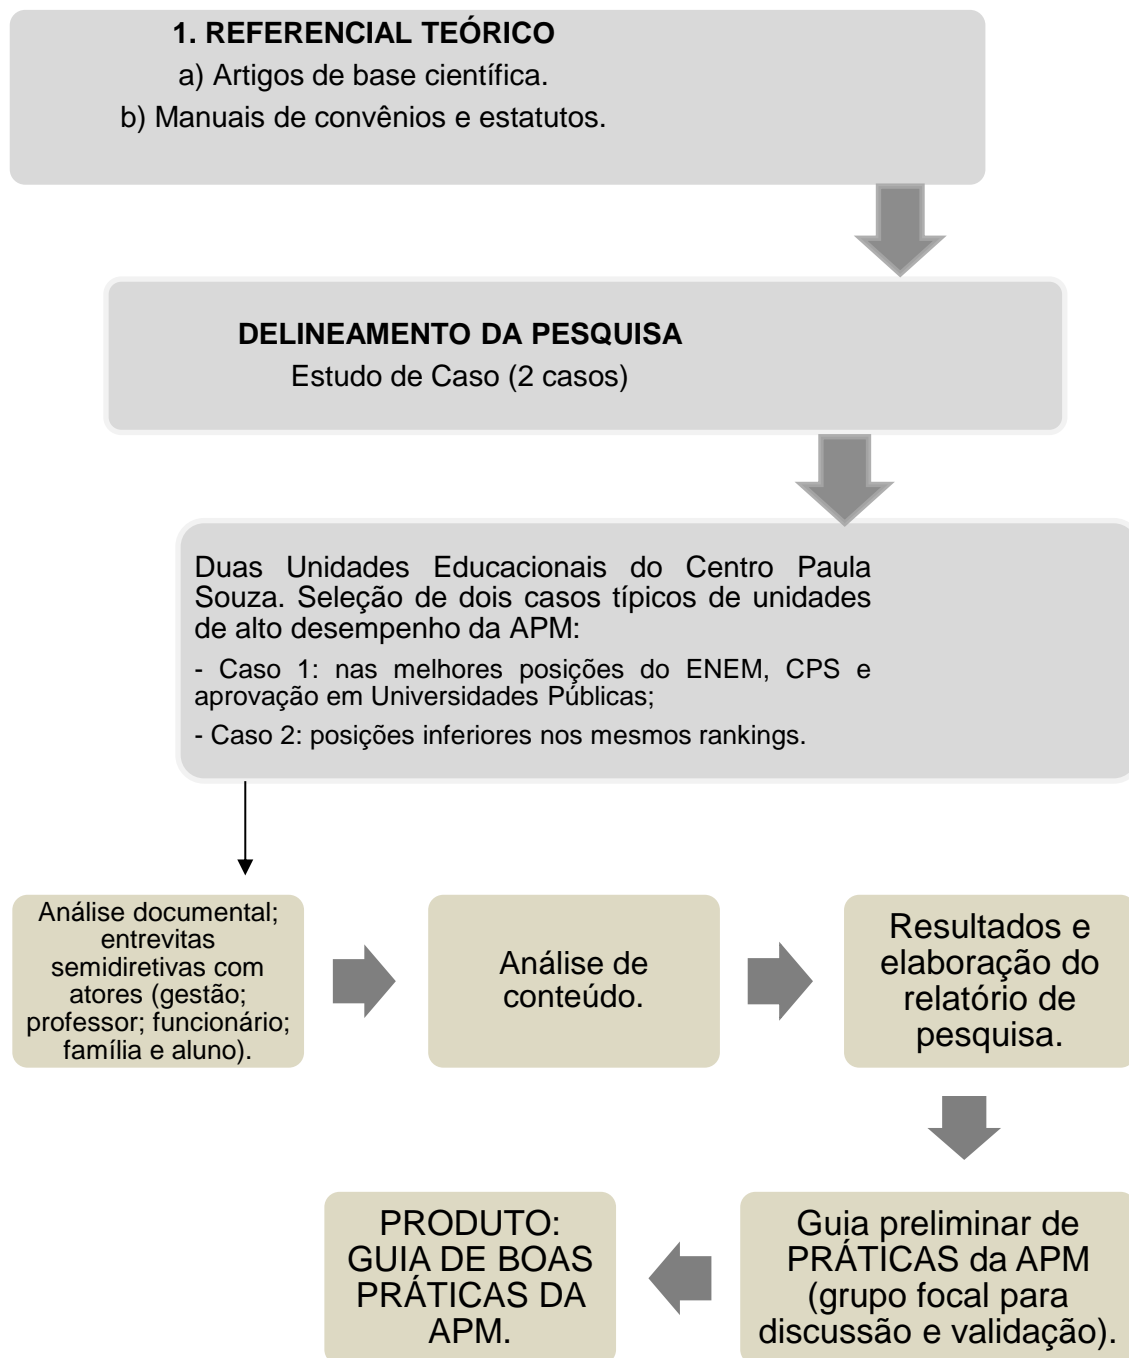 1. REFERENCIAL TEÓRICO
a) Artigos de base científica.
b) Manuais de convênios e estatutos.
DELINEAMENTO DA PESQUISA
Estudo de Caso (2 casos)
Duas Unidades Educacionais do Centro Paula
Souza. Seleção de dois casos típicos de unidades
de alto desempenho da APM:
- Caso 1: nas melhores posições do ENEM, CPS e
aprovação em Universidades Públicas;
- Caso 2: posições inferiores nos mesmos rankings.
Análise documental;
entrevitas
semidiretivas com
atores (gestão;
professor; funcionário;
família e aluno).
Análise de
conteúdo.
Resultados e
elaboração do
relatório de
pesquisa.
Guia preliminar de
PRÁTICAS da APM
(grupo focal para
discussão e validação).
PRODUTO:
GUIA DE BOAS
PRÁTICAS DA
APM.